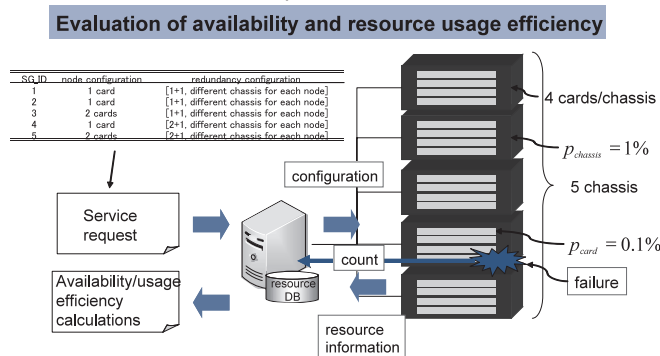 Evaluation of availability and resource usage efficiency
SG_ID node configuration redundancy configuration
1 1 card [1+1, different chassis for each node]
2 1 card [1+1, different chassis for each node]
3 2 cards [1+1, different chassis for each node]
4 1 card [2+1, different chassis for each node]
5 2 cards [2+1, different chassis for each node]
4 cards/chassis
p_chassis = 1%
configuration
5 chassis
Service
request
p_card = 0.1%
count
Availability/usage
efficiency
calculations
resource
DB
failure
resource
information